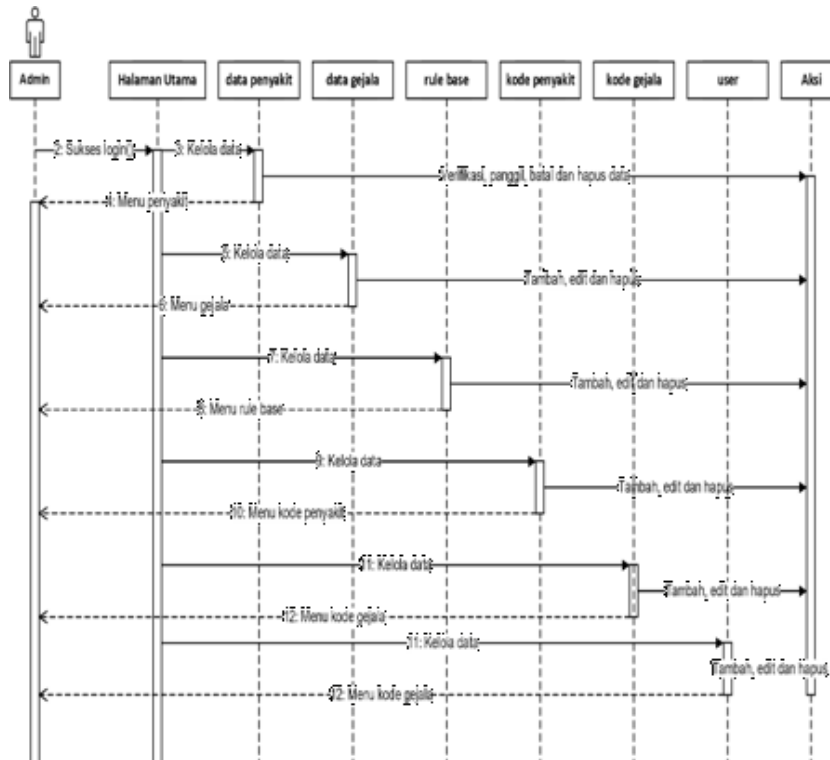 Admin
Halaman Utama
data penyakit
data gejala
rule base
kode penyakit
kode gejala
user
Aksi
2: Sukses login()
3: Kelola data
Verifikasi, panggil, batal dan hapus data
4: Menu penyakit
5: Kelola data
Tambah, edit dan hapus
6: Menu gejala
7: Kelola data
Tambah, edit dan hapus
8: Menu rule base
9: Kelola data
Tambah, edit dan hapus
10: Menu kode penyakit
11: Kelola data
Tambah, edit dan hapus
12: Menu kode gejala
11: Kelola data
Tambah, edit dan hapus
12: Menu kode gejala